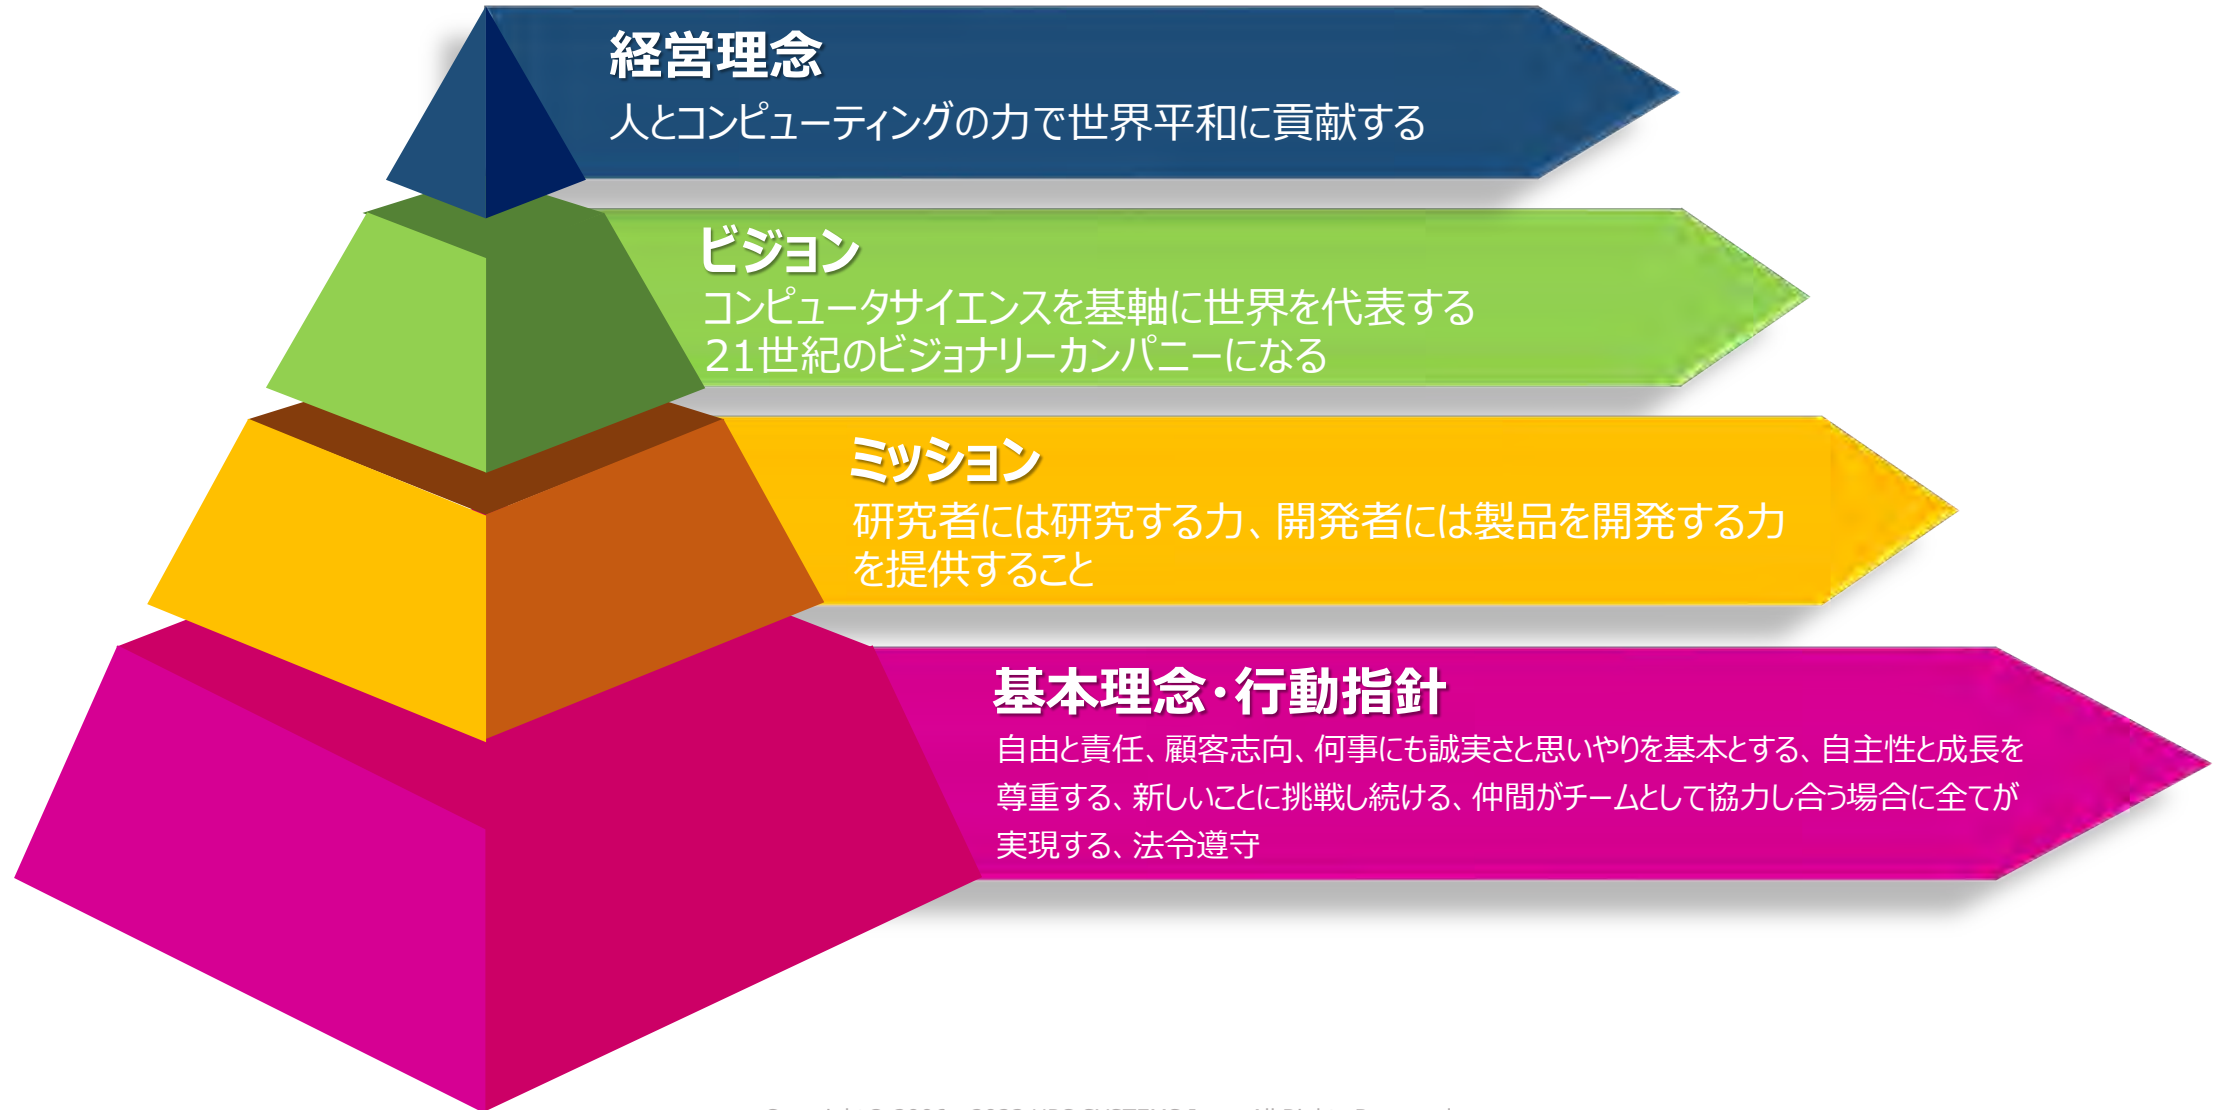 経営理念
人とコンピューティングの力で世界平和に貢献する
ビジョン
コンピュータサイエンスを基軸に世界を代表する
21世紀のビジョナリーカンパニーになる
ミッション
研究者には研究する力、開発者には製品を開発する力
を提供すること
基本理念・行動指針
自由と責任、顧客志向、何事にも誠実さと思いやりを基本とする、自主性と成長を
尊重する、新しいことに挑戦し続ける、仲間がチームとして協力し合う場合に全てが
実現する、法令遵守